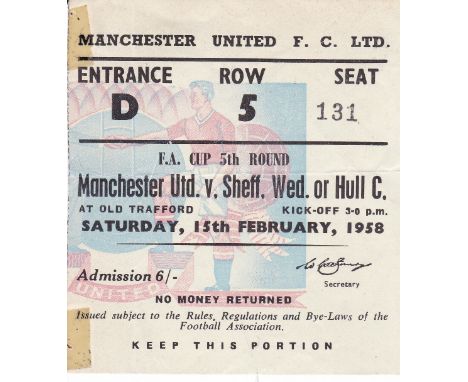 MANCHESTER UNITED F. C. LTD.
ENTRANCE ROW SEAT
D 5 131
F.A. CUP 5th ROUND
Manchester Utd. v. Sheff. Wed. or Hull C.
AT OLD TRAFFORD KICK-OFF 3-0 p.m.
SATURDAY, 15th FEBRUARY, 1958
Admission 6/-
Secretary
UNITED
NO MONEY RETURNED
Issued subject to the Rules, Regulations and Bye-Laws of the
Football Association.
KEEP THIS PORTION